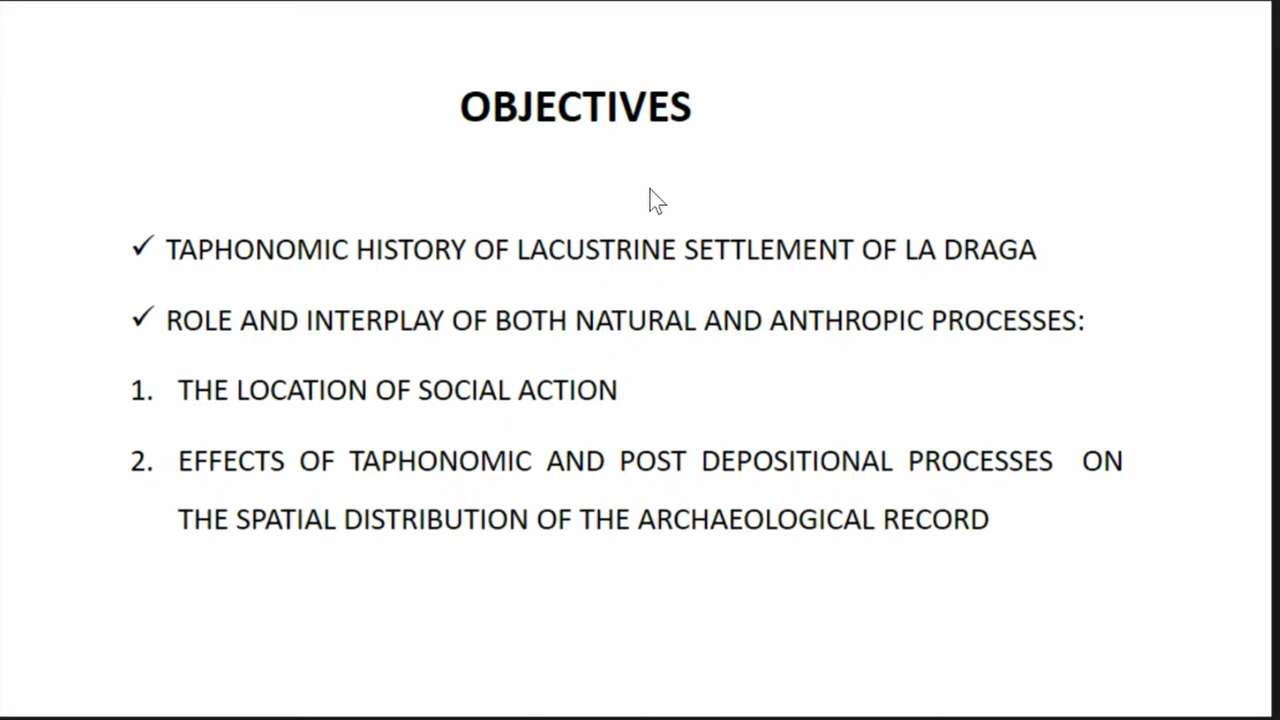 OBJECTIVES
✓ TAPHONOMIC HISTORY OF LACUSTRINE SETTLEMENT OF LA DRAGA
✓ ROLE AND INTERPLAY OF BOTH NATURAL AND ANTHROPIC PROCESSES:
1. THE LOCATION OF SOCIAL ACTION
2. EFFECTS OF TAPHONOMIC AND POST DEPOSITIONAL PROCESSES ON
THE SPATIAL DISTRIBUTION OF THE ARCHAEOLOGICAL RECORD